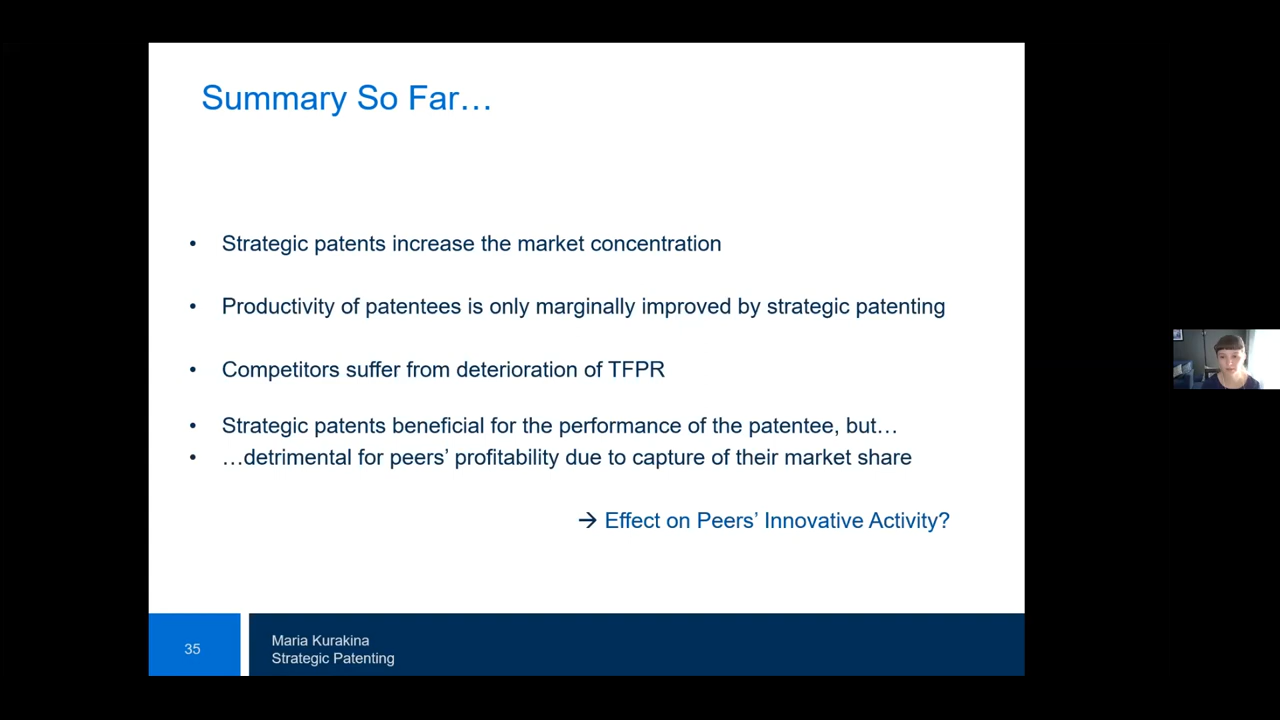 Summary So Far…
• Strategic patents increase the market concentration
• Productivity of patentees is only marginally improved by strategic patenting
• Competitors suffer from deterioration of TFPR
• Strategic patents beneficial for the performance of the patentee, but…
• …detrimental for peers’ profitability due to capture of their market share
→ Effect on Peers’ Innovative Activity?
35
Maria Kurakina
Strategic Patenting